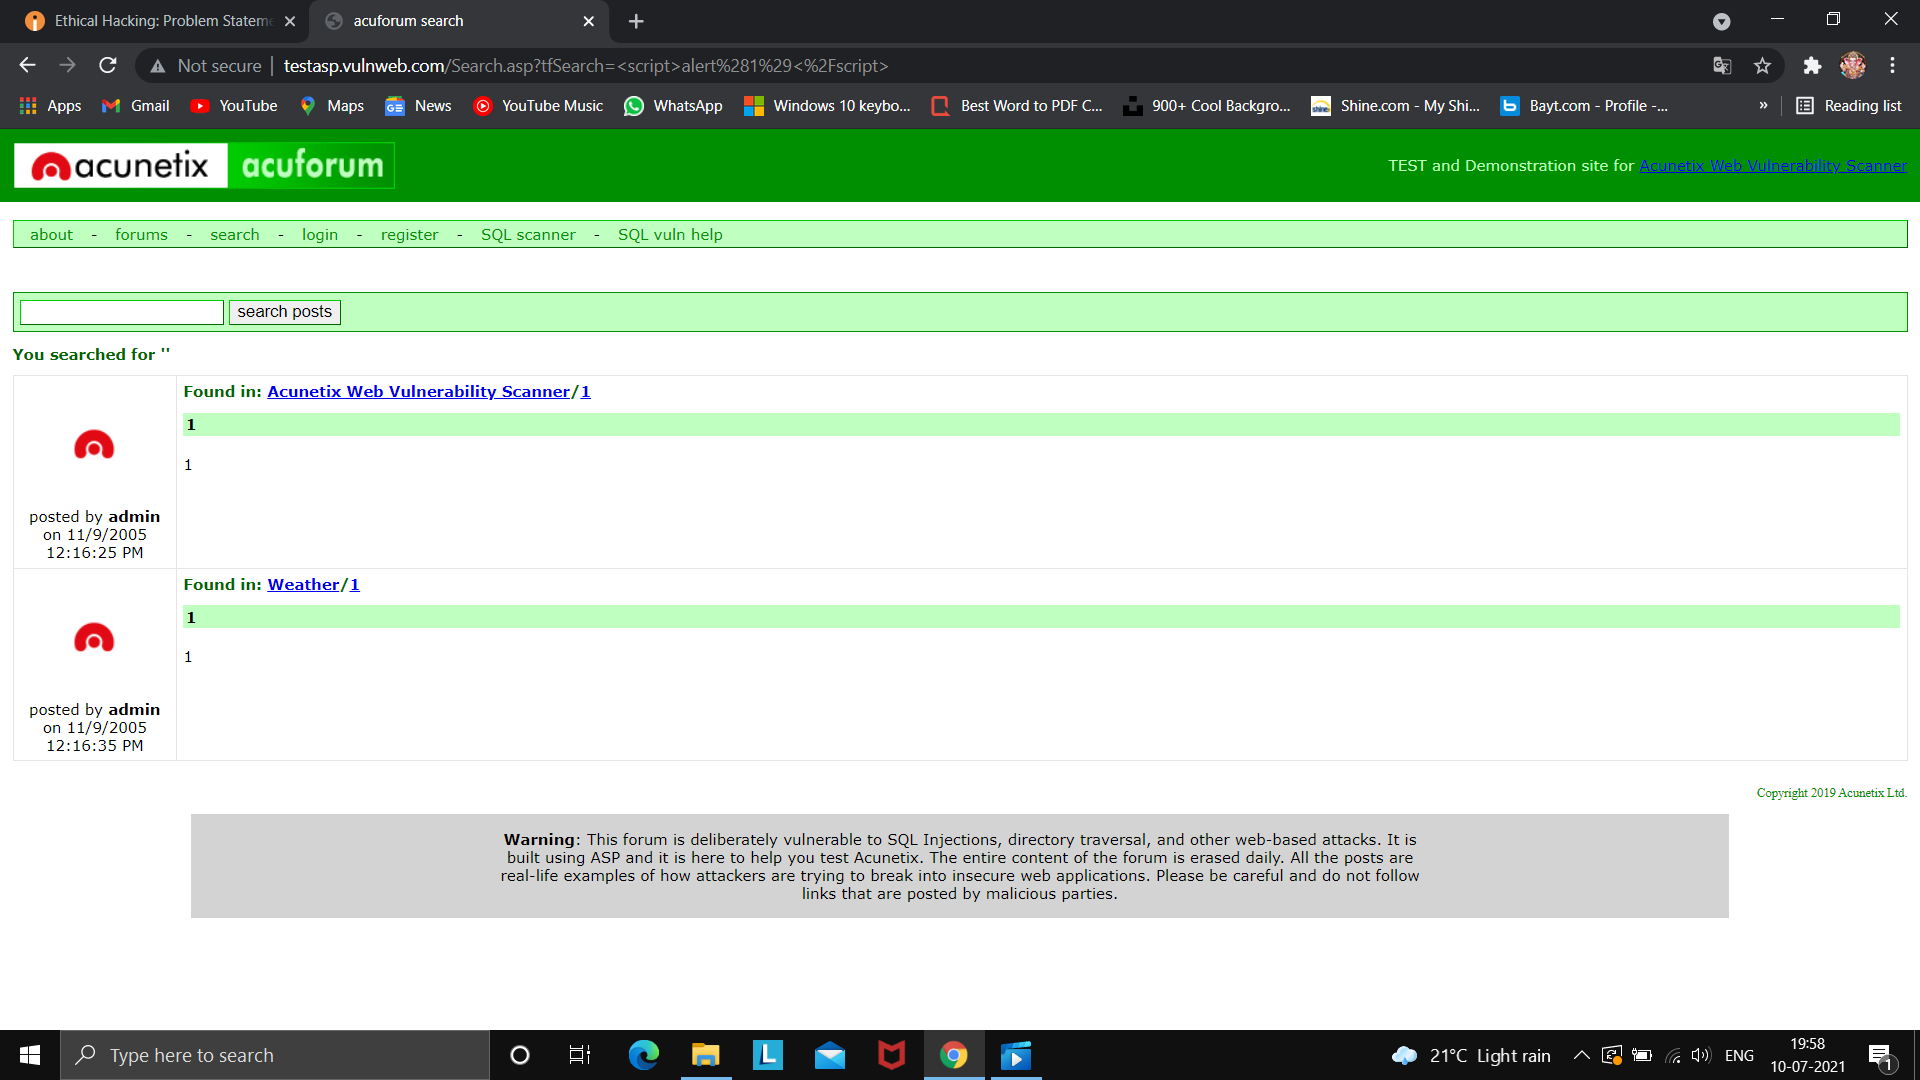 Ethical Hacking: Problem Stateme
acuforum search
Not secure | testasp.vulnweb.com/Search.asp?tfSearch=<script>alert%281%29<%2Fscript>
Apps Gmail YouTube Maps News YouTube Music WhatsApp Windows 10 keybo... Best Word to PDF C... 900+ Cool Backgro... Shine.com - My Shi... Bayt.com - Profile -... » Reading list
acunetix acuforum
TEST and Demonstration site for Acunetix Web Vulnerability Scanner
about - forums - search - login - register - SQL scanner - SQL vuln help
search posts
You searched for ''
Found in: Acunetix Web Vulnerability Scanner/1
1
1
posted by admin
on 11/9/2005
12:16:25 PM
Found in: Weather/1
1
1
posted by admin
on 11/9/2005
12:16:35 PM
Copyright 2019 Acunetix Ltd.
Warning: This forum is deliberately vulnerable to SQL Injections, directory traversal, and other web-based attacks. It is
built using ASP and it is here to help you test Acunetix. The entire content of the forum is erased daily. All the posts are
real-life examples of how attackers are trying to break into insecure web applications. Please be careful and do not follow
links that are posted by malicious parties.
Type here to search
21°C Light rain
ENG
19:58
10-07-2021
1